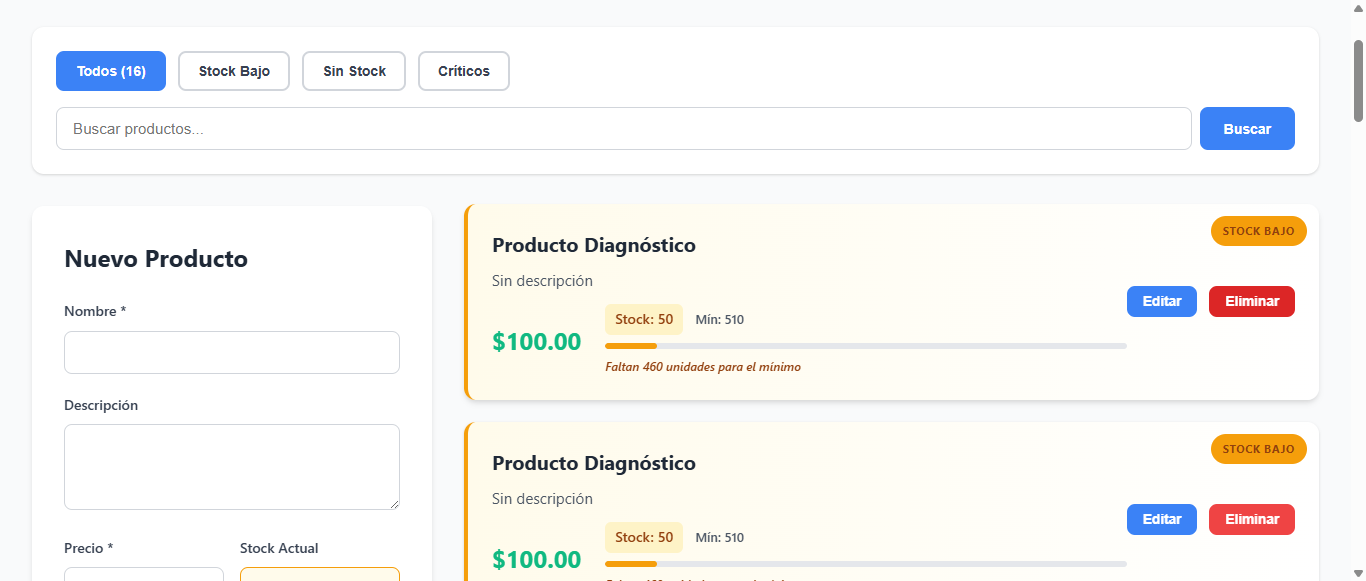 Todos (16) Stock Bajo Sin Stock Críticos
Buscar productos... Buscar
Nuevo Producto
Nombre *
Descripción
Precio * Stock Actual
STOCK BAJO
Producto Diagnóstico
Sin descripción
Editar Eliminar
Stock: 50 Mín: 510
$100.00
Faltan 460 unidades para el mínimo
STOCK BAJO
Producto Diagnóstico
Sin descripción
Editar Eliminar
Stock: 50 Mín: 510
$100.00